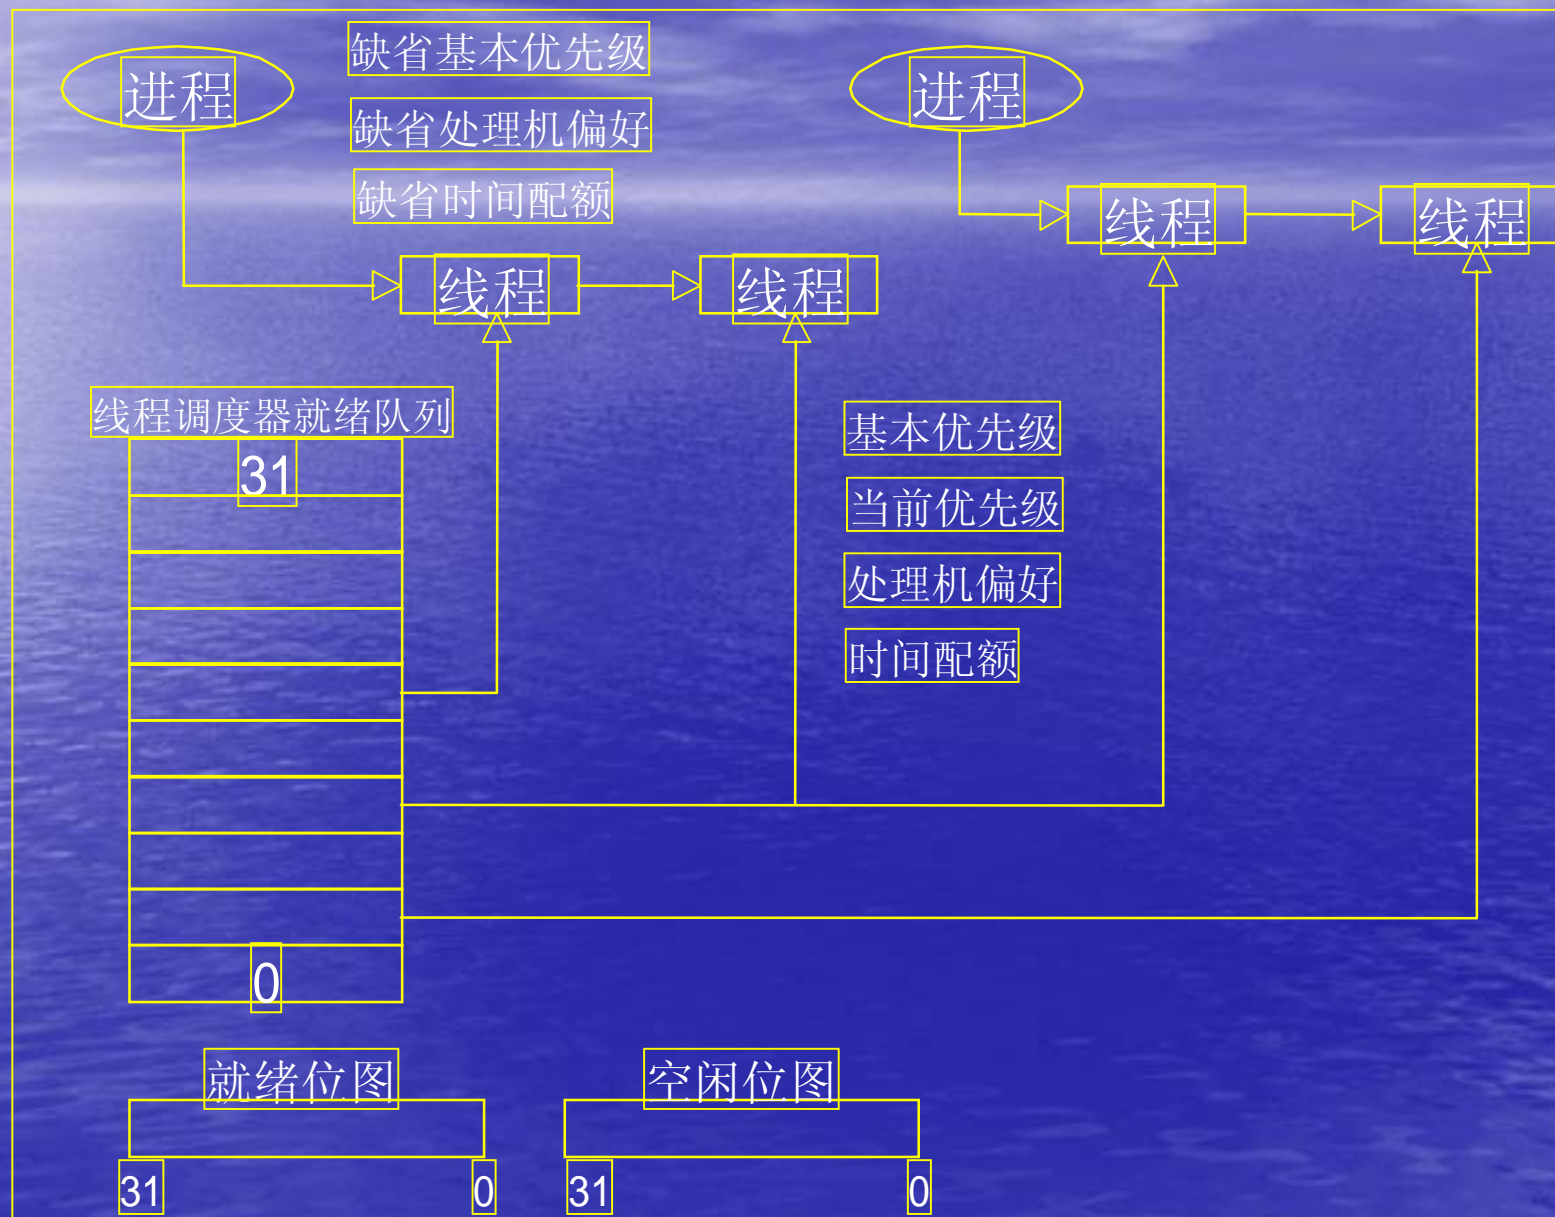 进程
缺省基本优先级
缺省处理机偏好
缺省时间配额
进程
线程
线程
线程
线程
线程调度器就绪队列
31
0
基本优先级
当前优先级
处理机偏好
时间配额
就绪位图
31
0
空闲位图
31
0